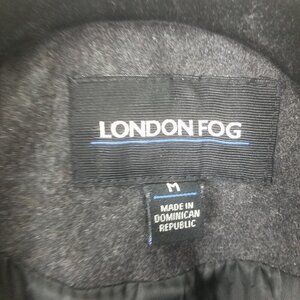 LONDON FOG
M
MADE IN
DOMINICAN
REPUBLIC